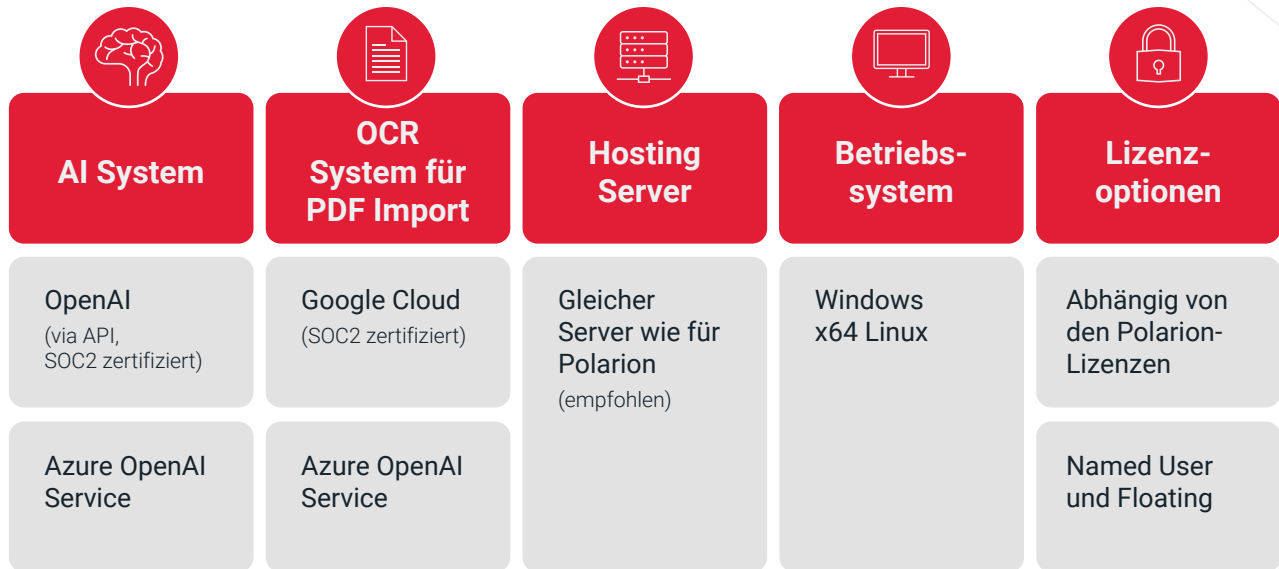 AI System
OCR
System für
PDF Import
Hosting
Server
Betriebs-
system
Lizenz-
optionen
OpenAI
(via API,
SOC2 zertifiziert)
Azure OpenAI
Service
Google Cloud
(SOC2 zertifiziert)
Azure OpenAI
Service
Gleicher
Server wie für
Polarion
(empfohlen)
Windows
x64 Linux
Abhängig von
den Polarion-
Lizenzen
Named User
und Floating